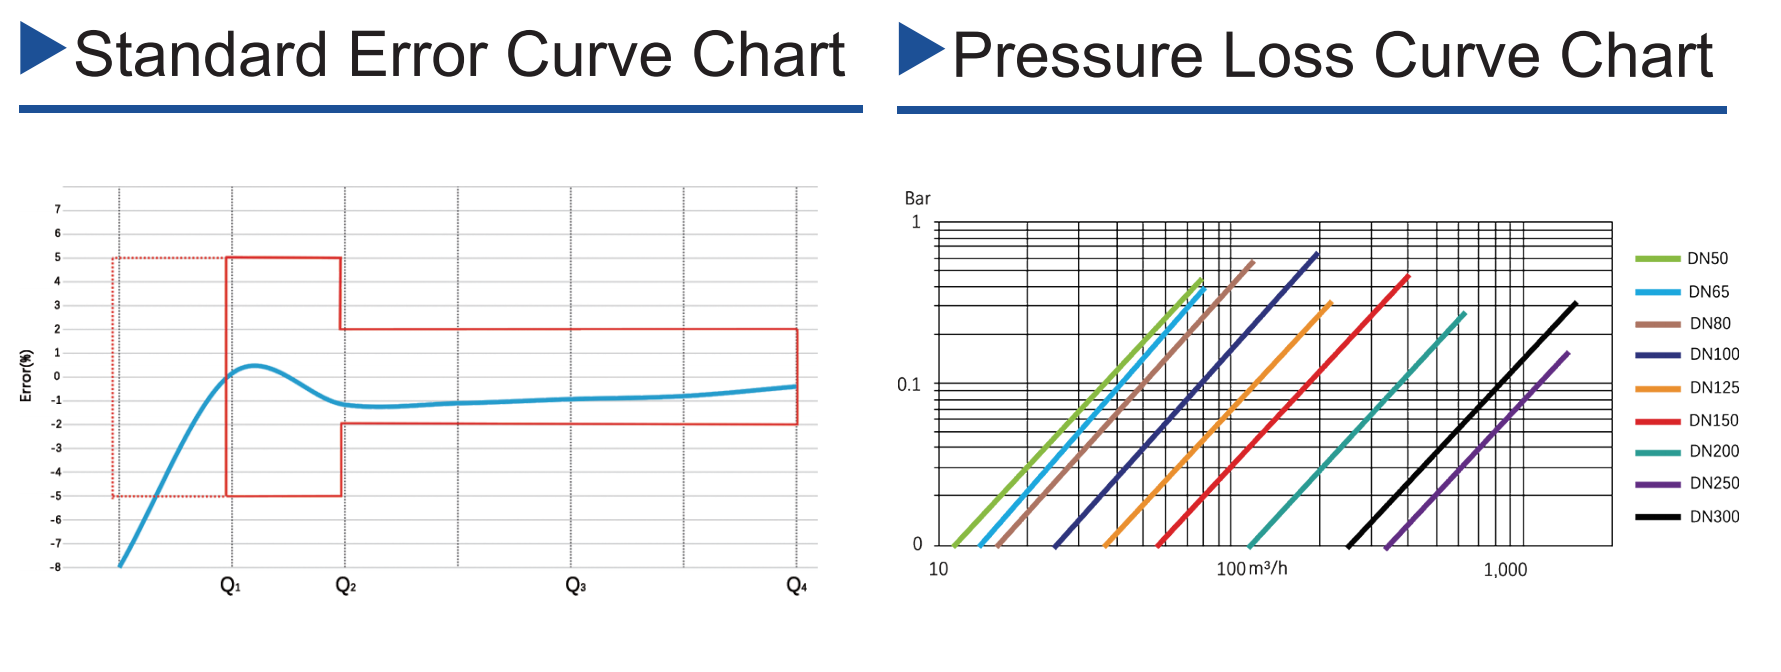 Standard Error Curve Chart
7
6
5
4
3
2
1
0
-1
-2
-3
-4
-5
-6
-7
-8
Error(%)
Q1
Q2
Q3
Q4
Pressure Loss Curve Chart
Bar
1
0.1
0
10
100 m³/h
1,000
DN50
DN65
DN80
DN100
DN125
DN150
DN200
DN250
DN300